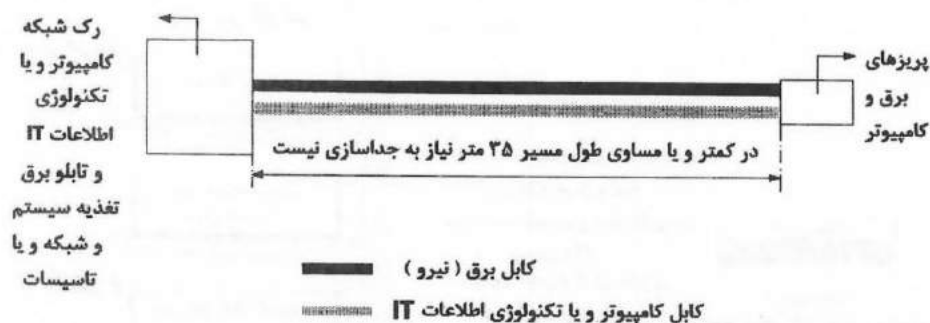 پریزهای
برق و
کامپیوتر
رک شبکه
کامپیوتر و یا
تکنولوژی
اطلاعات IT
و تابلو برق
تغذیه سیستم
و شبکه و یا
تاسیسات
در کمتر و یا مساوی طول مسیر ۳۵ متر نیاز به جداسازی نیست
کابل برق ( نیرو )
کابل کامپیوتر و یا تکنولوژی اطلاعات IT